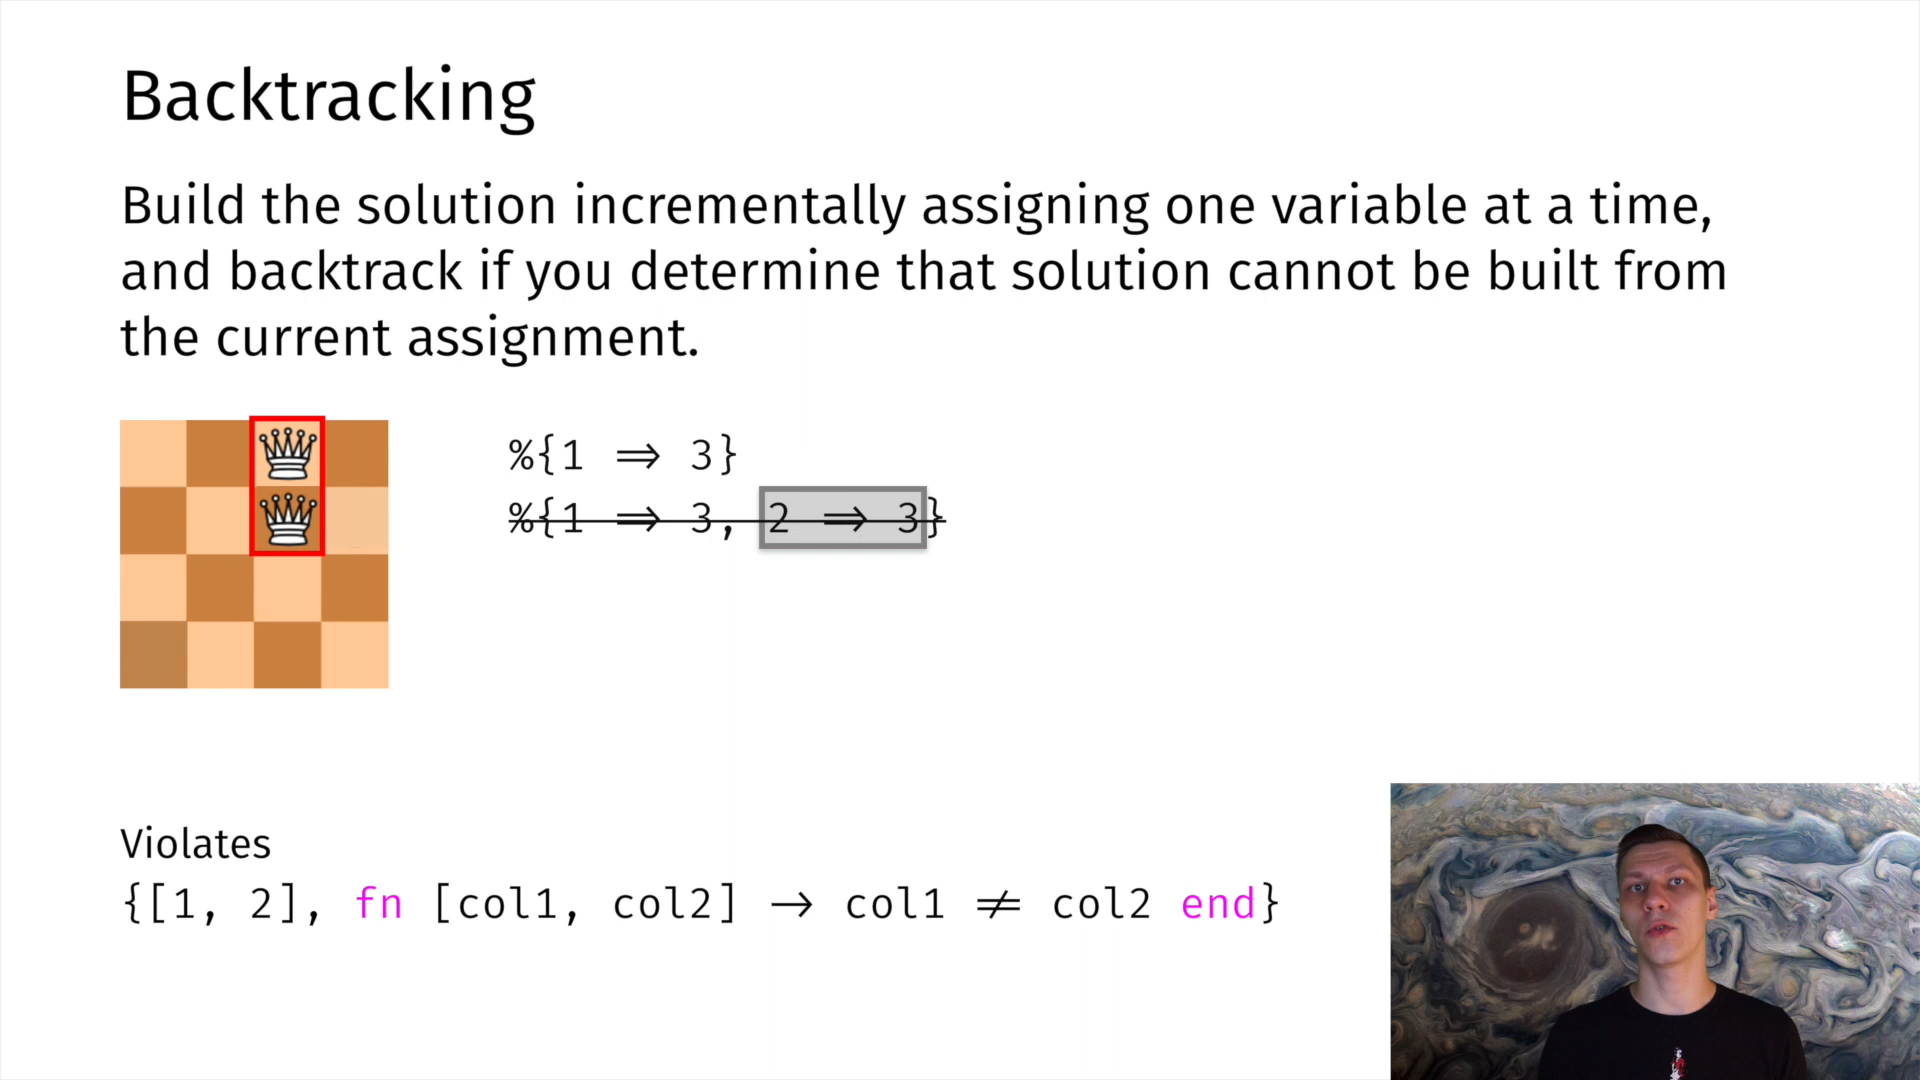 Backtracking
Build the solution incrementally assigning one variable at a time,
and backtrack if you determine that solution cannot be built from
the current assignment.
%{1 ⇒ 3}
%{1 ⇒ 3, 2 ⇒ 3}
Violates
{[1, 2], fn [col1, col2] → col1 ≠ col2 end}